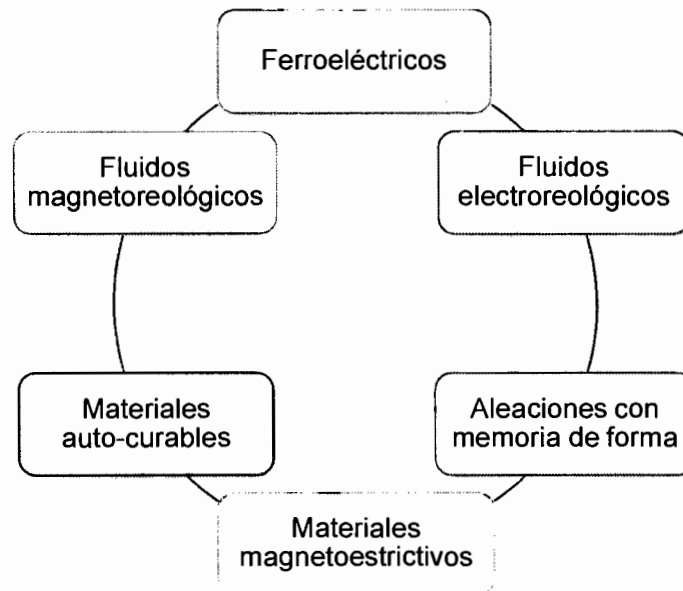 Ferroeléctricos
Fluidos
magnetoreológicos
Fluidos
electroreológicos
Materiales
auto-curables
Aleaciones con
memoria de forma
Materiales
magnetoestrictivos